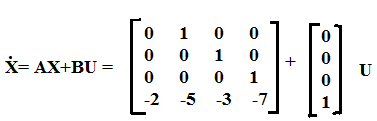 Ẋ= AX+BU = [ 0 1 0 0 ] + [ 0 ] U
0 0 1 0 0
0 0 0 1 0
-2 -5 -3 -7 1